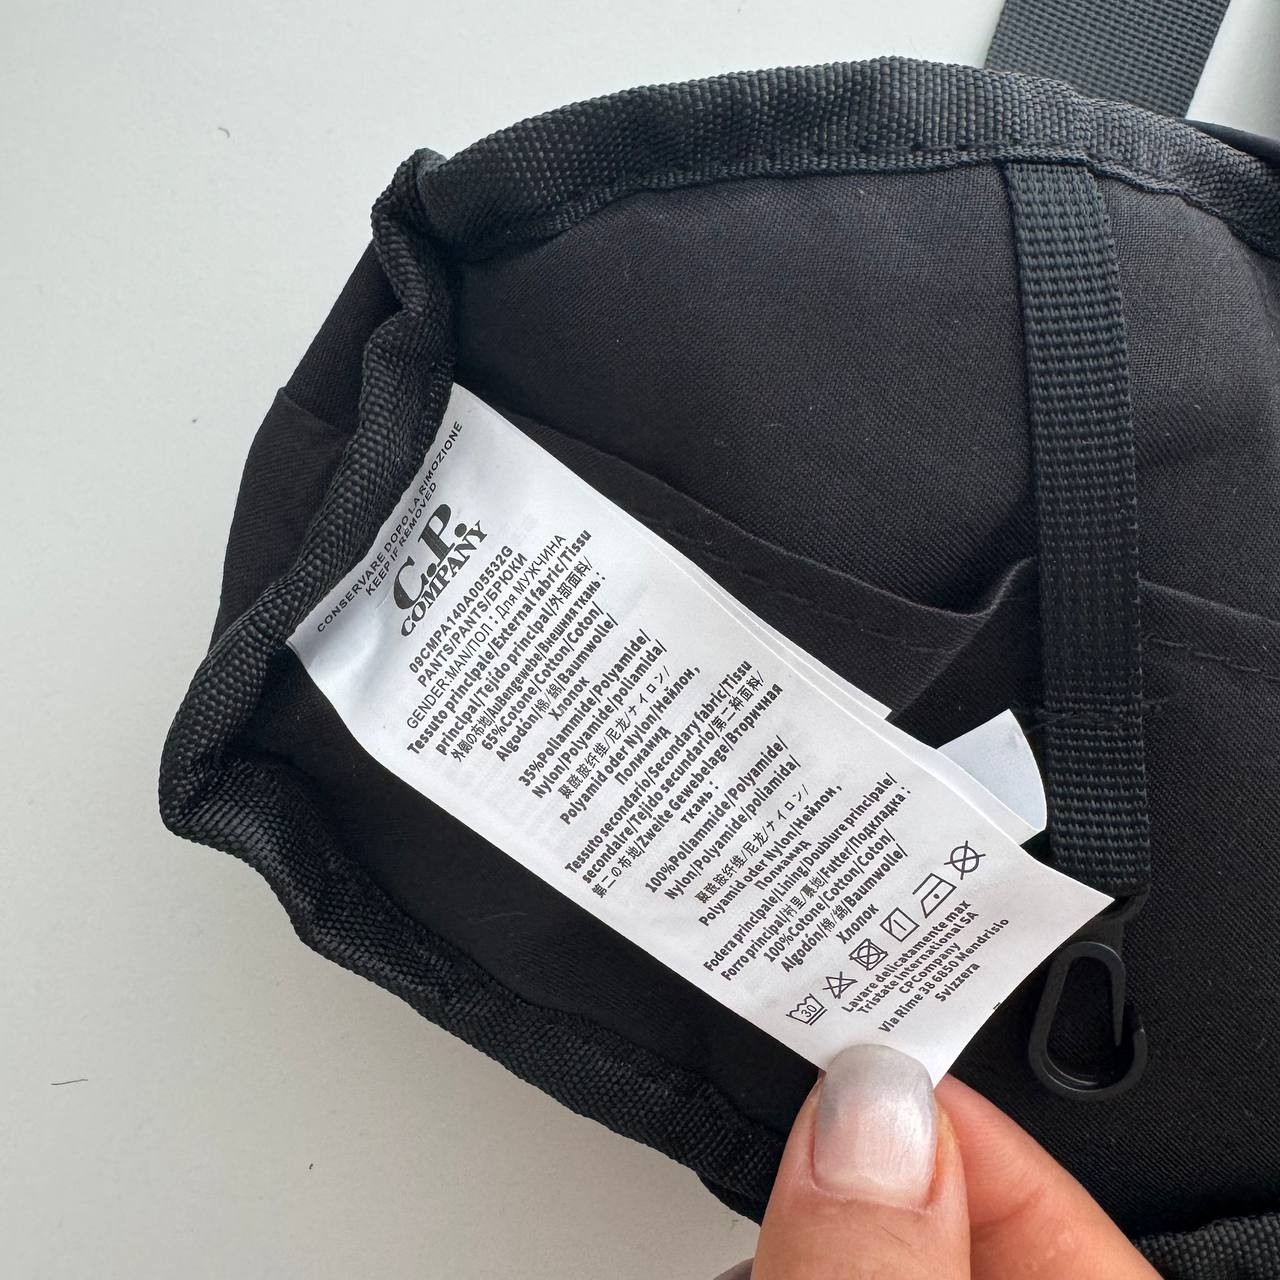 CONSERVARE DOPO LA RIMOZIONE
KEEP IF REMOVED
C.P.
COMPANY
09CMPA140A005532G
PANTS/PANTS/БРЮКИ
GENDER:MAN/ПОЛ : Для МУЖЧИНА
Tessuto principale/External fabric/Tissu
principal/Tejido principal/外部面料/
外側の布地/Außengewebe/Внешняя ткань :
65%Cotone/Cotton/Coton/
Algodón/棉/綿/Baumwolle/
Хлопок
35%Poliammide/Polyamide/
Nylon/Polyamide/poliamida/
聚酰胺纤维/尼龙/ナイロン/
Polyamid oder Nylon/Нейлон,
Полиамид
Tessuto secondario/Secondary fabric/Tissu
secondaire/Tejido secundario/第二种面料/
第二の布地/Zweite Gewebelage/Вторичная
ткань :
100%Poliammide/Polyamide/
Nylon/Polyamide/poliamida/
聚酰胺纤维/尼龙/ナイロン/
Polyamid oder Nylon/Нейлон,
Полиамид
Fodera principale/Lining/Doublure principale/
Forro principal/衬里/裏地/Futter/Подкладка :
100%Cotone/Cotton/Coton/
Algodón/棉/綿/Baumwolle/
Хлопок
30
Lavare delicatamente max
Tristate International SA
CPCompany
Via Rime 38 6850 Mendrisio
Svizzera